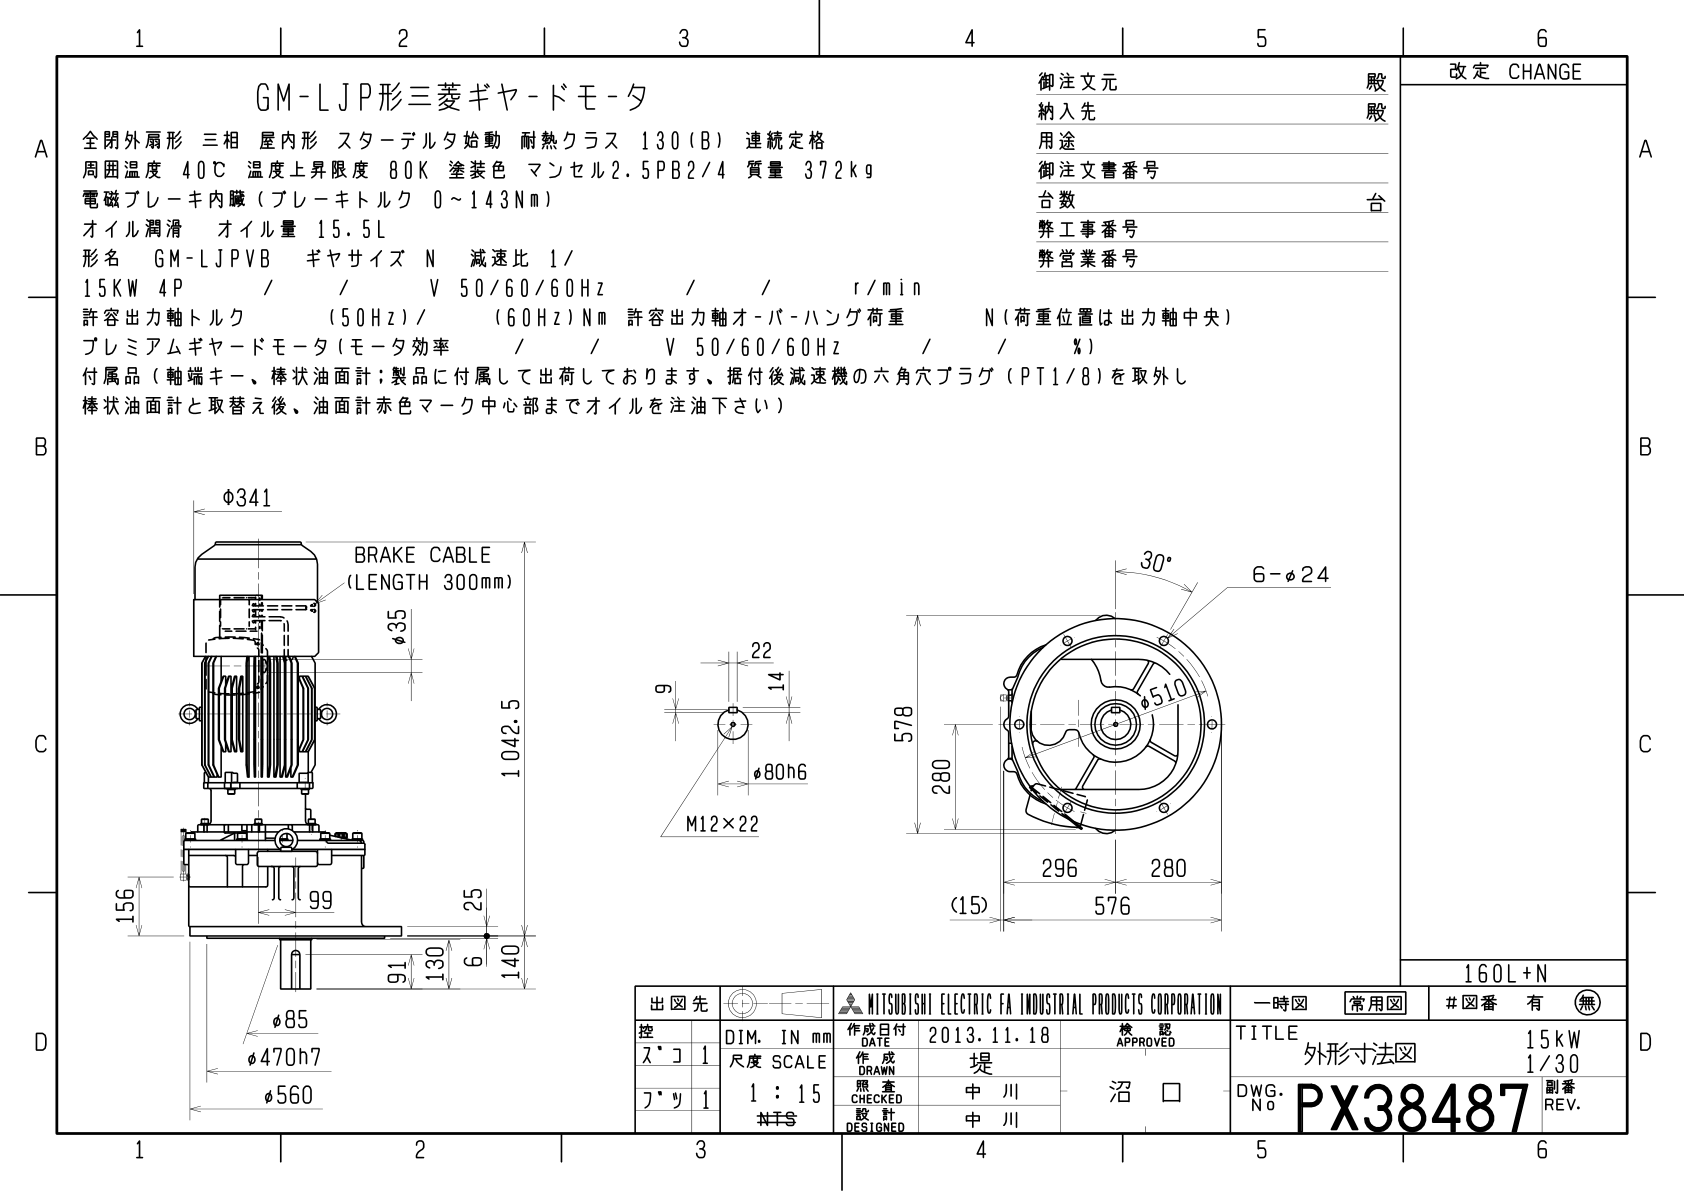 1 2 3 4 5 6
A A
B B
C C
D D
1 2 3 4 5 6
GM-LJP形三菱ギヤードモータ
全閉外扇形 三相 屋内形 スターデルタ始動 耐熱クラス 130(B) 連続定格
周囲温度 40℃ 温度上昇限度 80K 塗装色 マンセル2.5PB2/4 質量 372kg
電磁ブレーキ内臓(ブレーキトルク 0~143Nm)
オイル潤滑 オイル量 15.5L
形名 GM-LJPVB ギヤサイズ N 減速比 1/
15KW 4P / / V 50/60/60Hz / / r/min
許容出力軸トルク (50Hz)/ (60Hz)Nm 許容出力軸オ-バ-ハング荷重 N(荷重位置は出力軸中央)
プレミアムギヤードモータ(モータ効率 / / V 50/60/60Hz / / %)
付属品(軸端キー、棒状油面計;製品に付属して出荷しております、据付後減速機の六角穴プラグ(PT1/8)を取外し
棒状油面計と取替え後、油面計赤色マーク中心部までオイルを注油下さい)
御注文元 殿
納入先 殿
用途
御注文書番号
台数 台
弊工事番号
弊営業番号
改定 CHANGE
Φ341
BRAKE CABLE
(LENGTH 300mm)
φ35
1042.5
156
99
25
91
130
6
140
φ85
φ470h7
φ560
22
9
14
φ80h6
M12×22
30°
6-φ24
φ510
578
280
296 280
(15) 576
160L+N
出図先
控
ズコ 1
ブツ 1
DIM. IN mm
尺度 SCALE
1 : 15
NTS
MITSUBISHI ELECTRIC FA INDUSTRIAL PRODUCTS CORPORATION
作成日付
DATE
2013.11.18
検 認
APPROVED
作 成
DRAWN
堤
照 査
CHECKED
中 川
沼 口
設 計
DESIGNED
中 川
一時図 常用図 #図番 有 無
TITLE
外形寸法図
15kW
1/30
DWG.
No
PX38487
副番
REV.